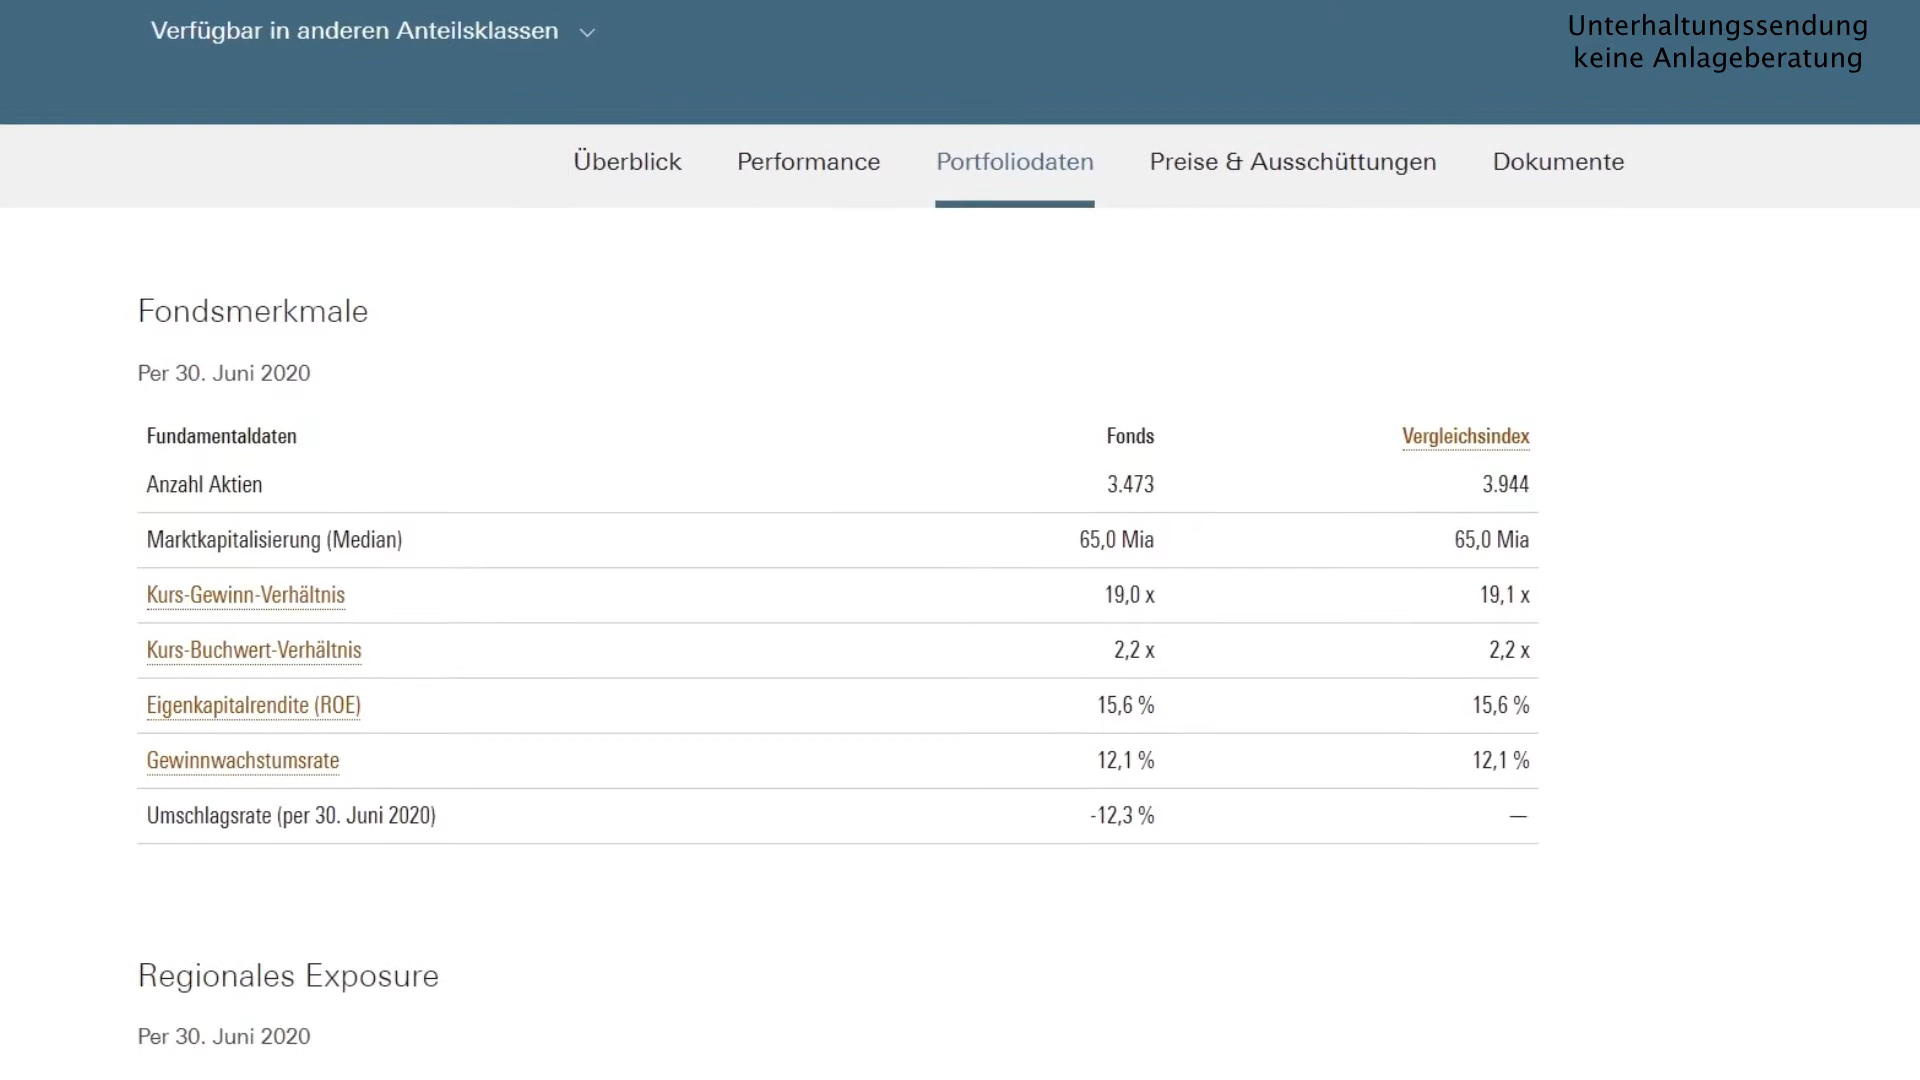 Verfügbar in anderen Anteilsklassen
Unterhaltungssendung
keine Anlageberatung
Überblick Performance Portfoliodaten Preise & Ausschüttungen Dokumente
Fondsmerkmale
Per 30. Juni 2020
Fundamentaldaten Fonds Vergleichsindex
Anzahl Aktien 3.473 3.944
Marktkapitalisierung (Median) 65,0 Mia 65,0 Mia
Kurs-Gewinn-Verhältnis 19,0 x 19,1 x
Kurs-Buchwert-Verhältnis 2,2 x 2,2 x
Eigenkapitalrendite (ROE) 15,6 % 15,6 %
Gewinnwachstumsrate 12,1 % 12,1 %
Umschlagsrate (per 30. Juni 2020) -12,3 % —
Regionales Exposure
Per 30. Juni 2020